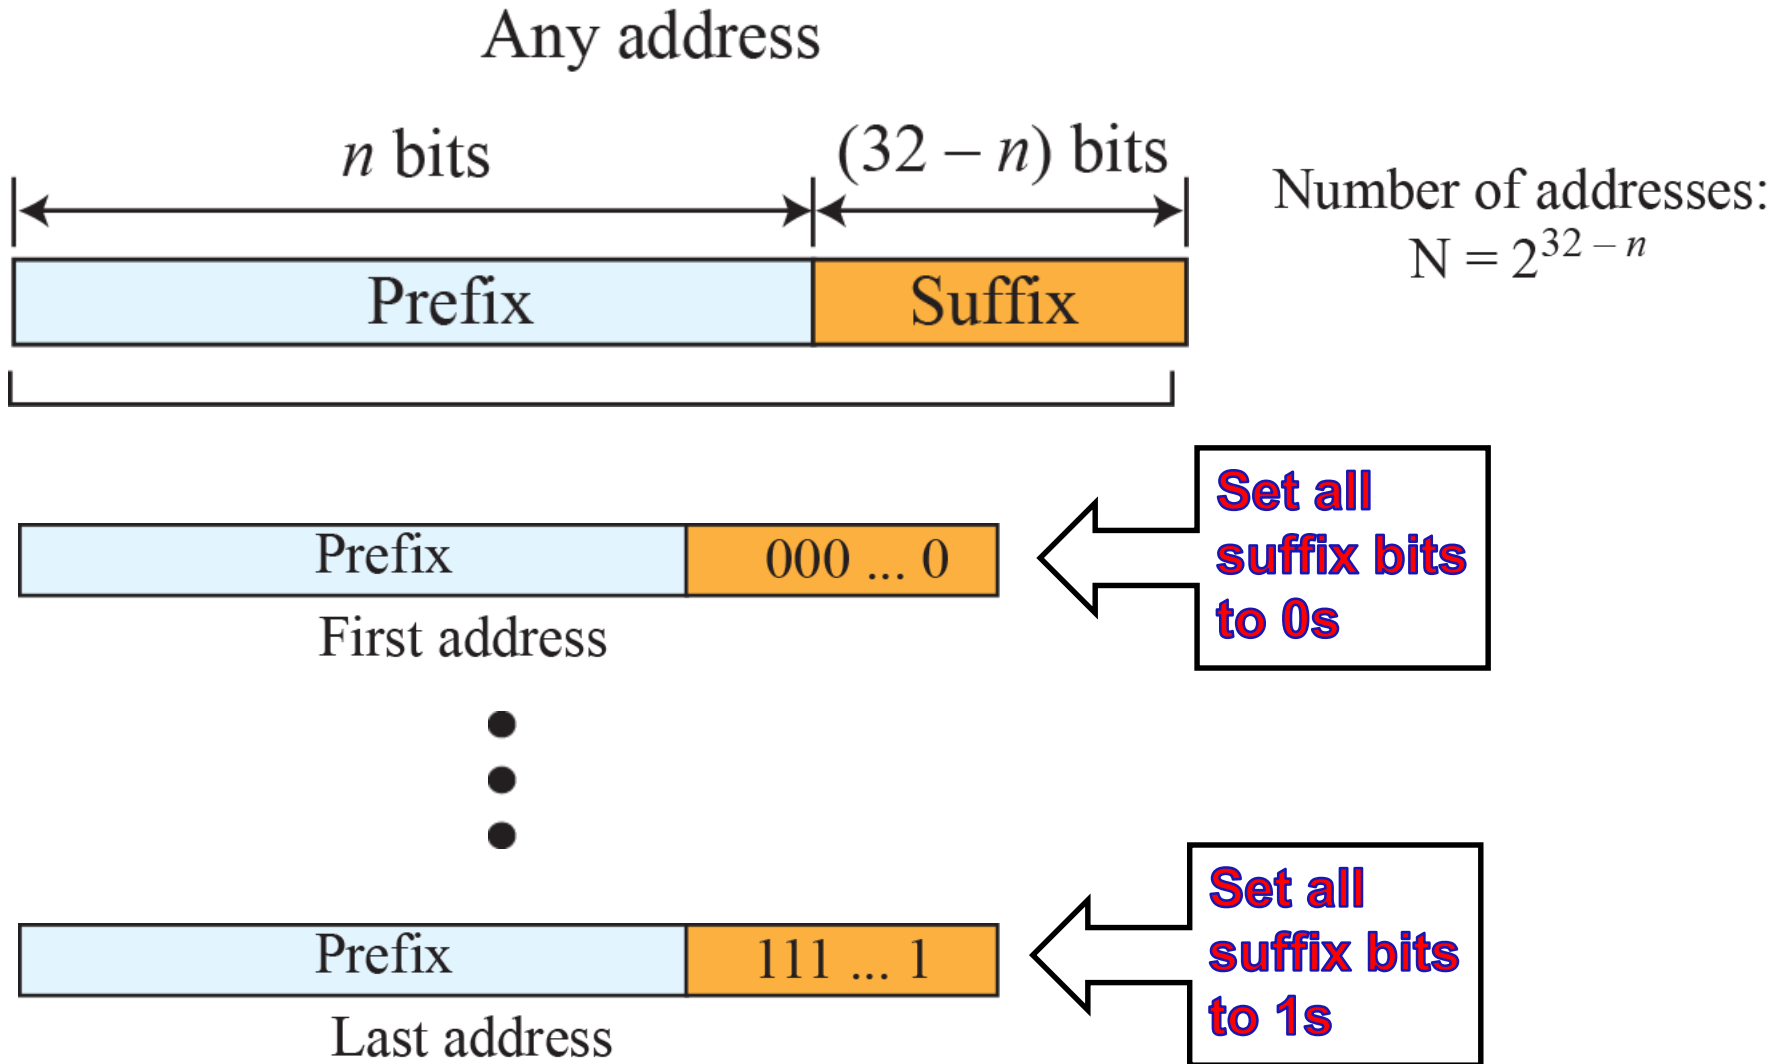 Any address
n bits
(32 – n) bits
Number of addresses:
N = 2^{32 – n}
Prefix
Suffix
Prefix
000 ... 0
First address
Set all
suffix bits
to 0s
Prefix
111 ... 1
Last address
Set all
suffix bits
to 1s